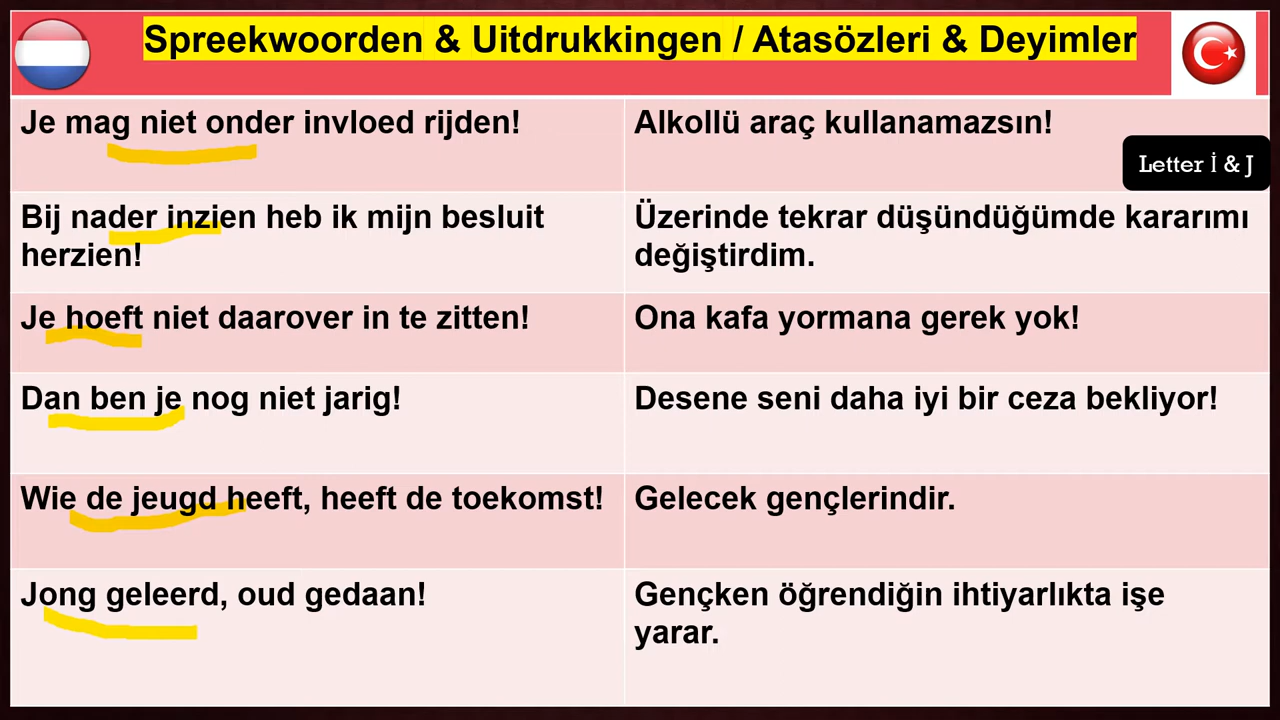 Spreekwoorden & Uitdrukkingen / Atasözleri & Deyimler
Je mag niet onder invloed rijden!
Alkollü araç kullanamazsın!
Letter İ & J
Bij nader inzien heb ik mijn besluit
herzien!
Üzerinde tekrar düşündüğümde kararımı
değiştirdim.
Je hoeft niet daarover in te zitten!
Ona kafa yormana gerek yok!
Dan ben je nog niet jarig!
Desene seni daha iyi bir ceza bekliyor!
Wie de jeugd heeft, heeft de toekomst!
Gelecek gençlerindir.
Jong geleerd, oud gedaan!
Gençken öğrendiğin ihtiyarlıkta işe
yarar.